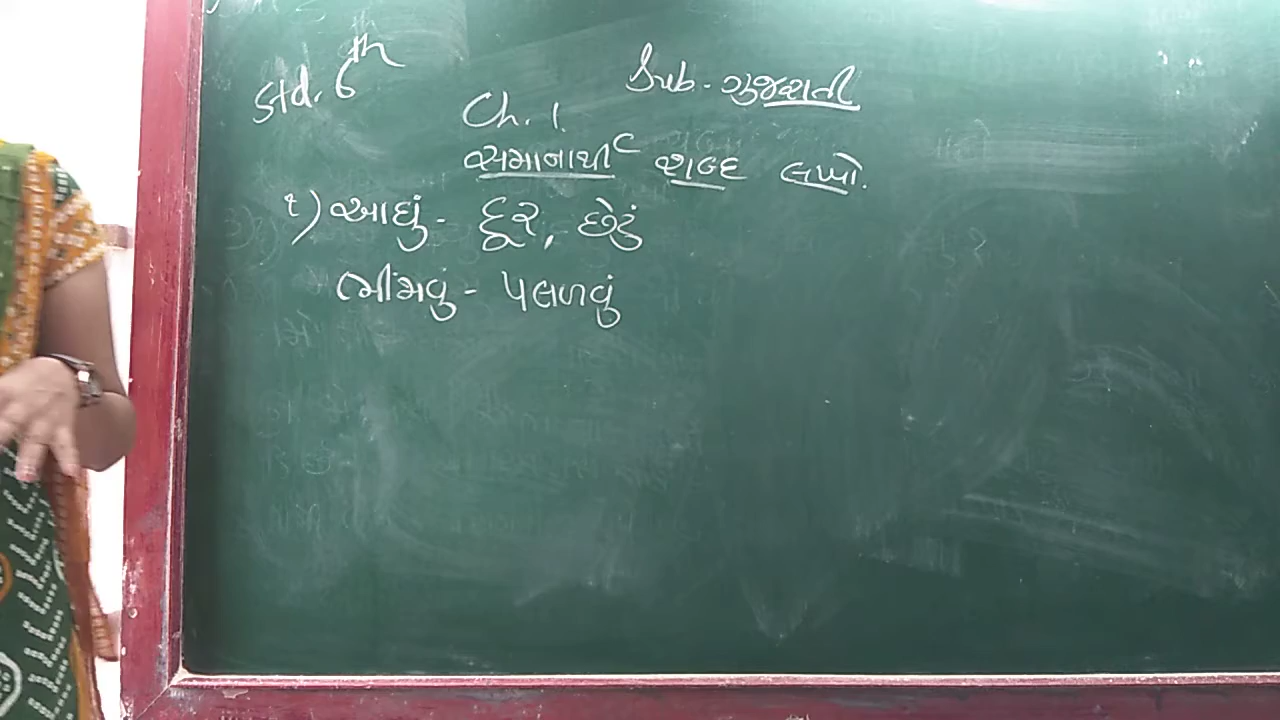 Std. 6th
Sub - ગુજરાતી
Ch. 1.
સમાનાર્થી શબ્દ લખો.
૧) આઘું - દૂર, છેડું
ભીંજવું - પલળવું